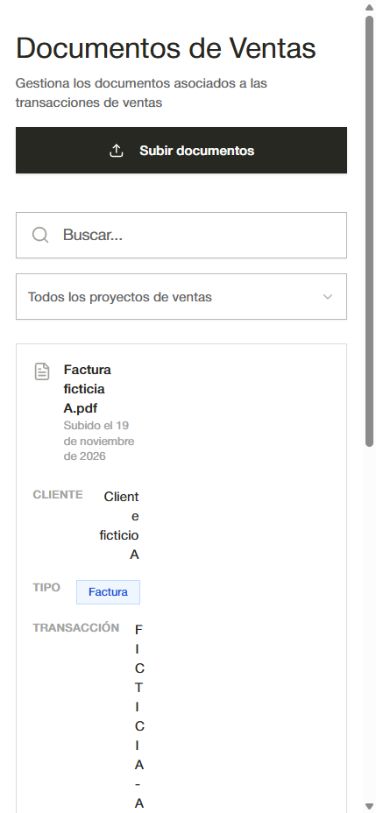 Documentos de Ventas
Gestiona los documentos asociados a las
transacciones de ventas
Subir documentos
Buscar...
Todos los proyectos de ventas
Factura
ficticia
A.pdf
Subido el 19
de noviembre
de 2026
CLIENTE
Client
e
ficticio
A
TIPO
Factura
TRANSACCIÓN
F
I
C
T
I
C
I
A
-
A